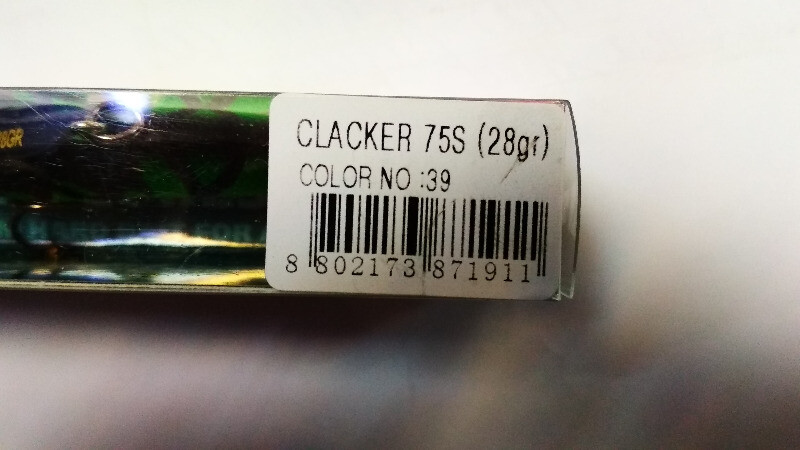 CLACKER 75S (28gr)
COLOR NO :39
8 802173 871911